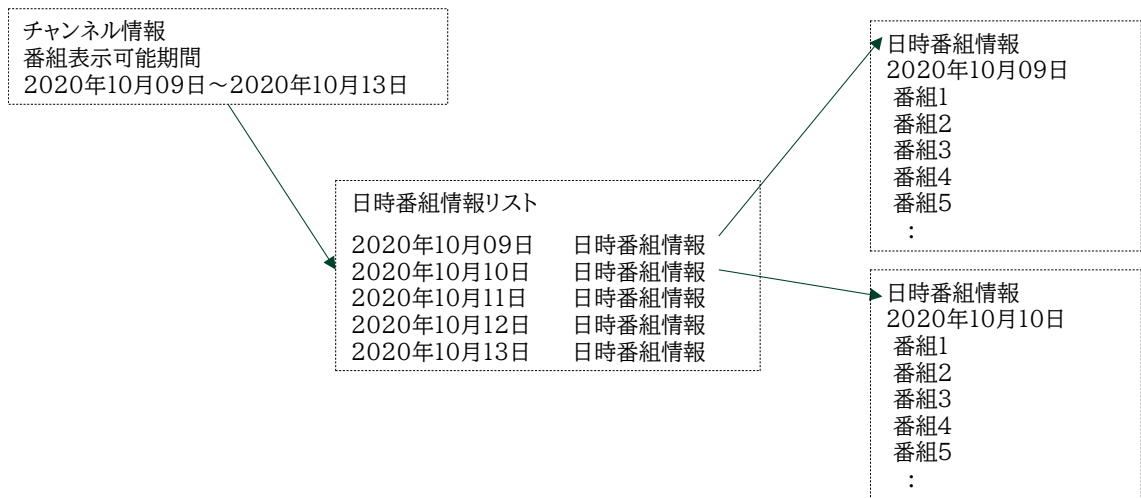 チャンネル情報
番組表示可能期間
2020年10月09日～2020年10月13日
日時番組情報リスト
2020年10月09日 日時番組情報
2020年10月10日 日時番組情報
2020年10月11日 日時番組情報
2020年10月12日 日時番組情報
2020年10月13日 日時番組情報
日時番組情報
2020年10月09日
番組1
番組2
番組3
番組4
番組5
：
日時番組情報
2020年10月10日
番組1
番組2
番組3
番組4
番組5
：